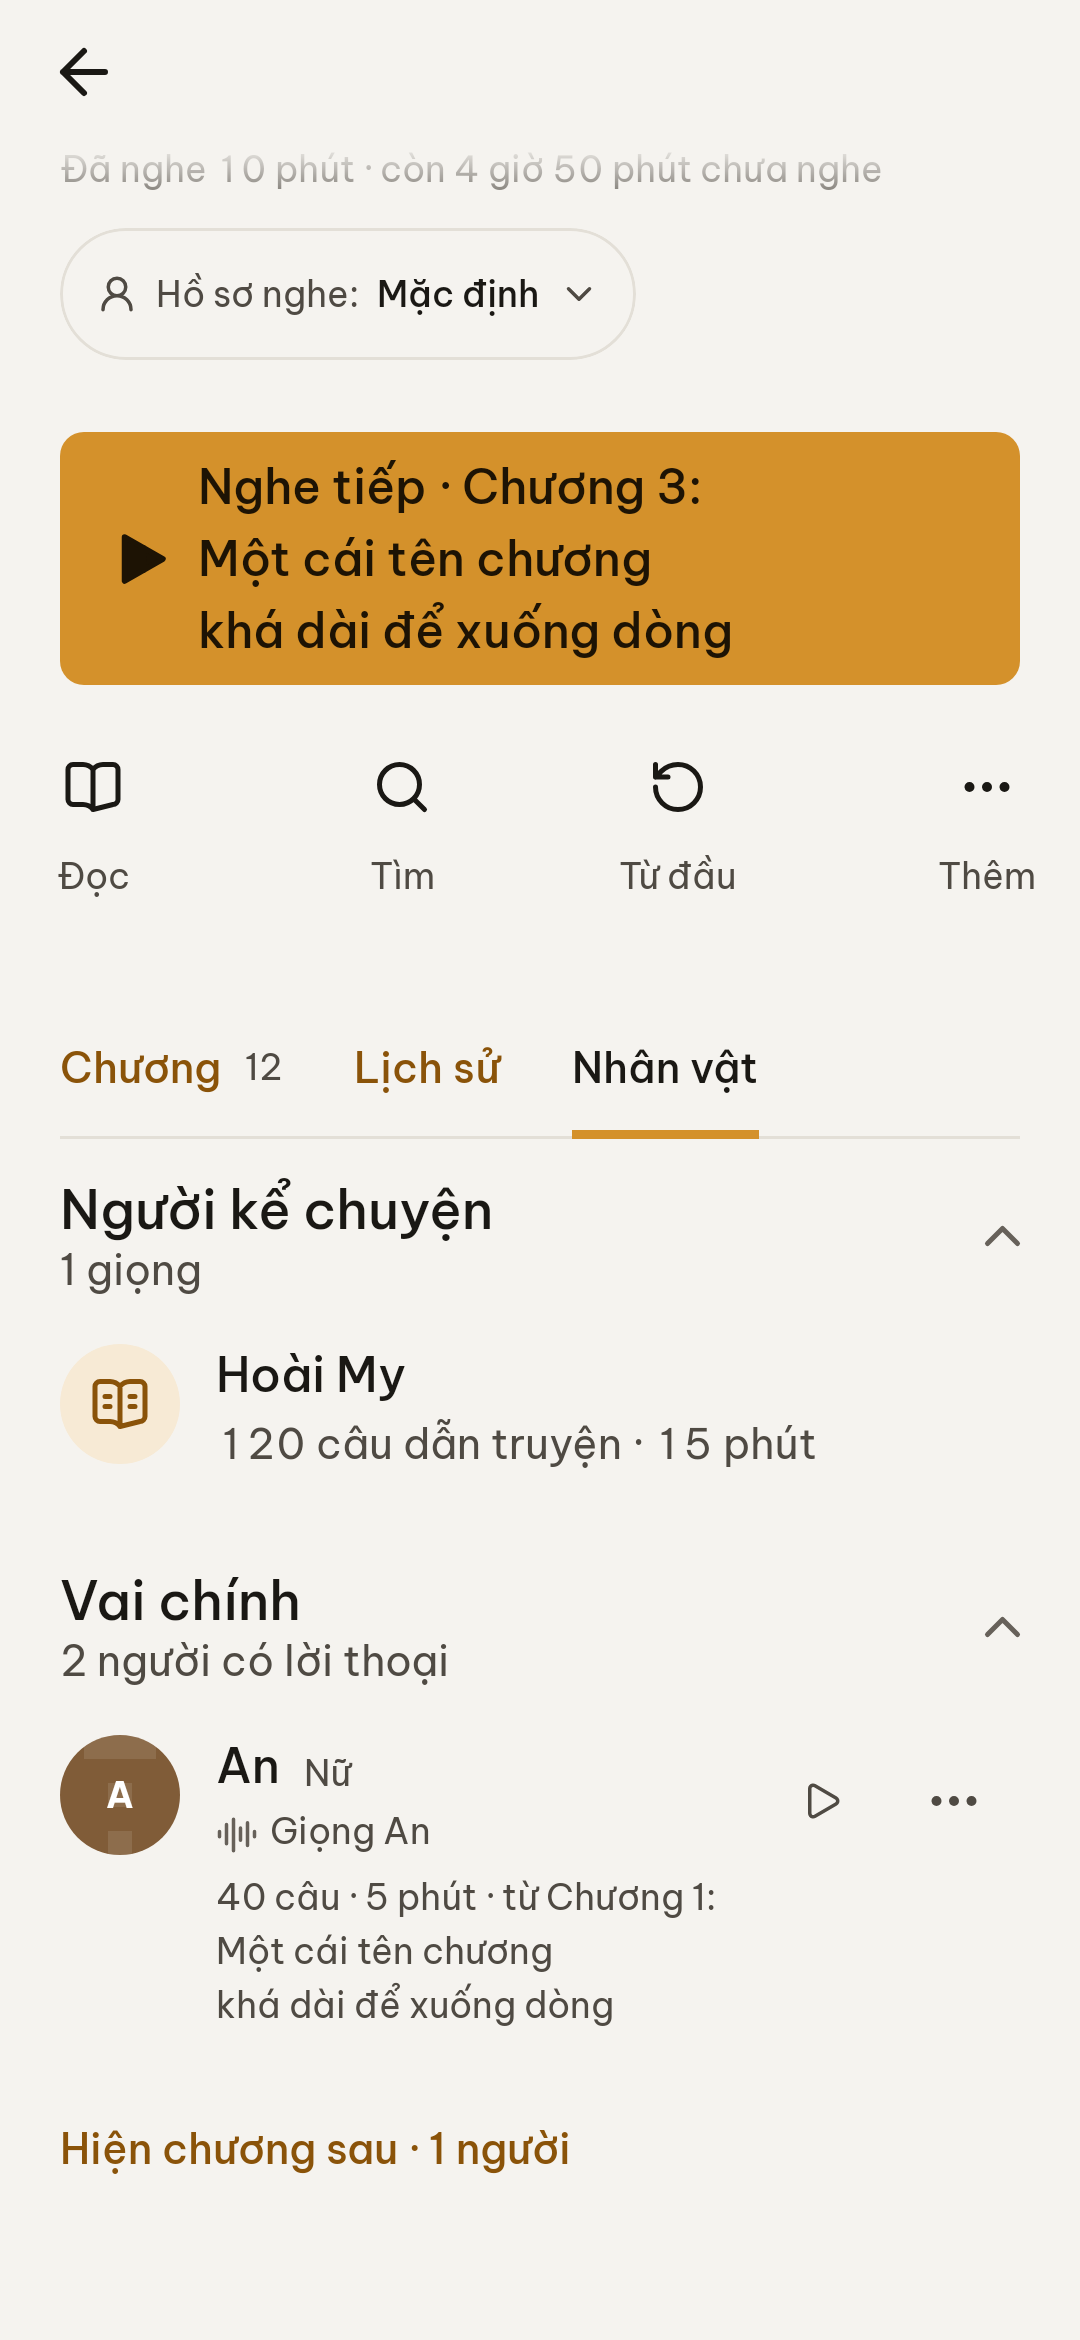 Đã nghe 10 phút · còn 4 giờ 50 phút chưa nghe
Hồ sơ nghe: Mặc định
Nghe tiếp · Chương 3:
Một cái tên chương
khá dài để xuống dòng
Đọc
Tìm
Từ đầu
Thêm
Chương 12
Lịch sử
Nhân vật
Người kể chuyện
1 giọng
Hoài My
120 câu dẫn truyện · 15 phút
Vai chính
2 người có lời thoại
A
An Nữ
Giọng An
40 câu · 5 phút · từ Chương 1:
Một cái tên chương
khá dài để xuống dòng
Hiện chương sau · 1 người